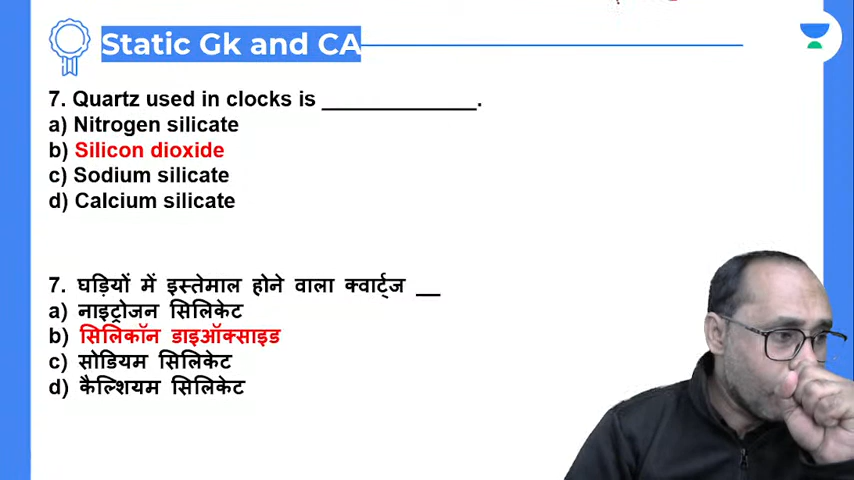 Static Gk and CA
7. Quartz used in clocks is _____________.
a) Nitrogen silicate
b) Silicon dioxide
c) Sodium silicate
d) Calcium silicate
7. घड़ियों में इस्तेमाल होने वाला क्वार्ट्ज __
a) नाइट्रोजन सिलिकेट
b) सिलिकॉन डाइऑक्साइड
c) सोडियम सिलिकेट
d) कैल्शियम सिलिकेट